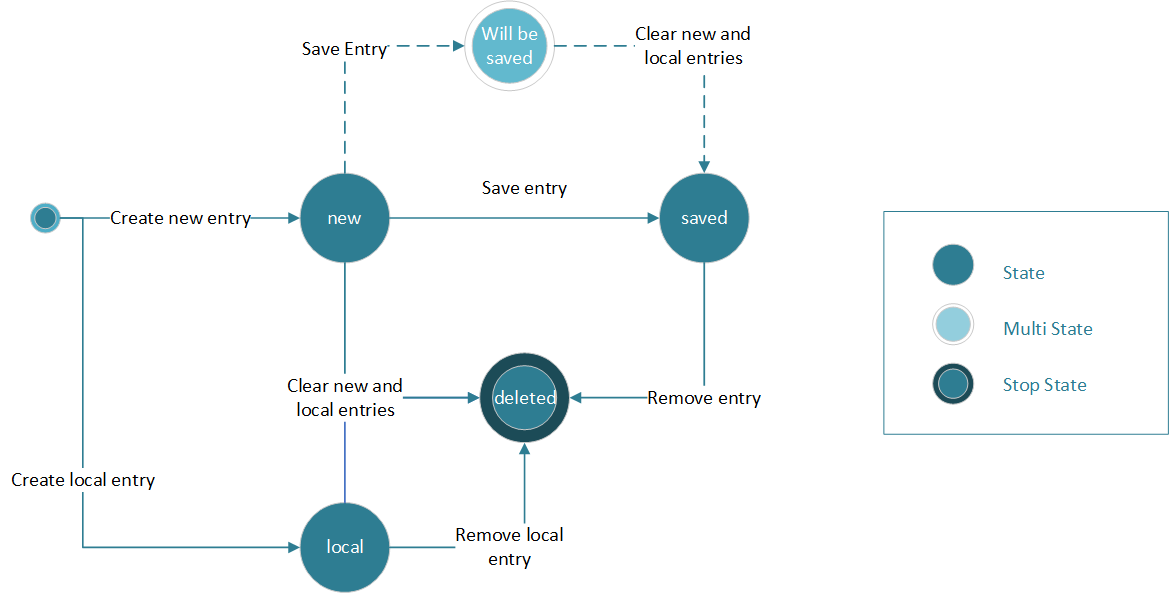 Will be
saved
Save Entry
Clear new and
local entries
Save entry
Create new entry
new
saved
State
Multi State
Stop State
Clear new and
local entries
deleted
Remove entry
Create local entry
local
Remove local
entry